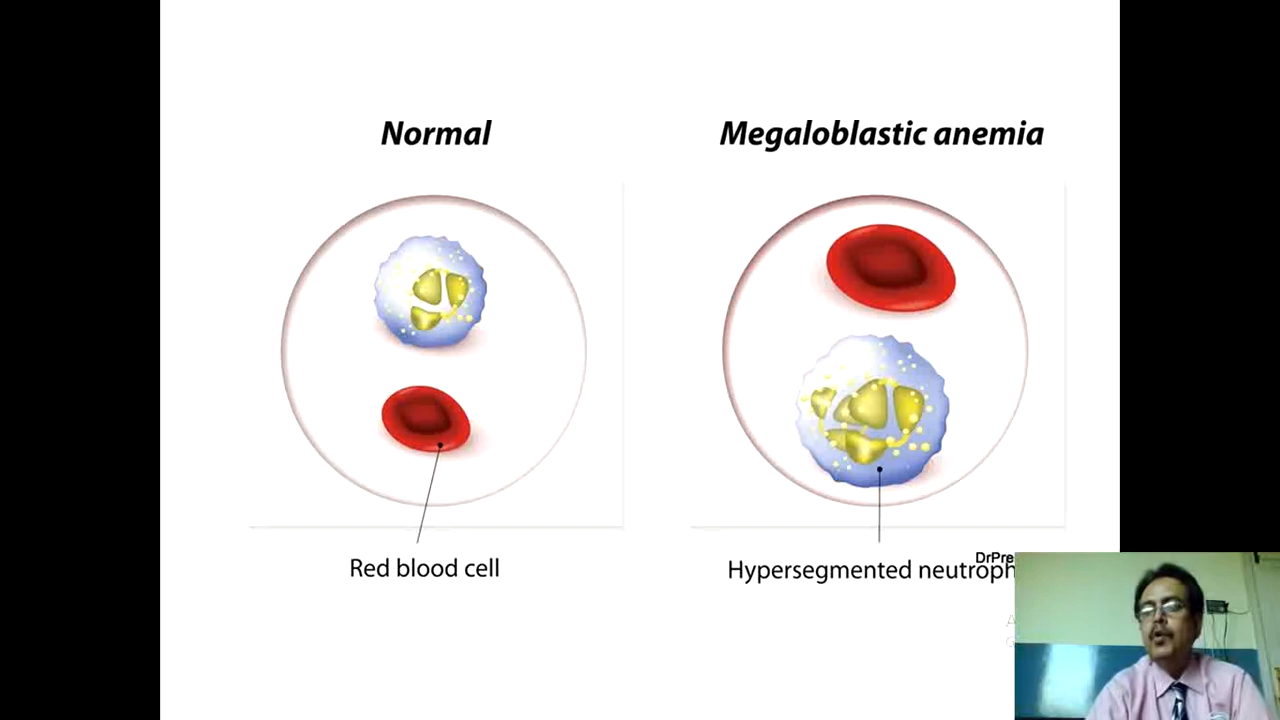 Normal
Megaloblastic anemia
Red blood cell
DrPre
Hypersegmented neutroph